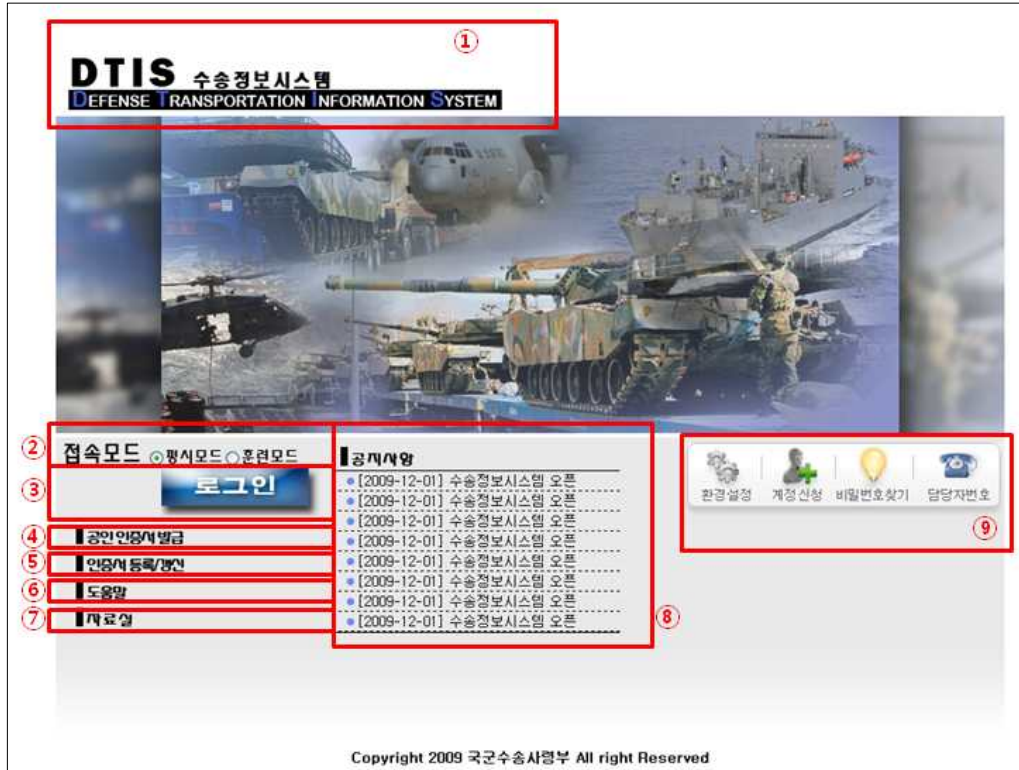 ①
DTIS 수송정보시스템
DEFENSE TRANSPORTATION INFORMATION SYSTEM
② 접속모드 평시모드 훈련모드
③ 로그인
④ 공인 인증서 발급
⑤ 인증서 등록/갱신
⑥ 도움말
⑦ 자료실
공지사항
[2009-12-01] 수송정보시스템 오픈
[2009-12-01] 수송정보시스템 오픈
[2009-12-01] 수송정보시스템 오픈
[2009-12-01] 수송정보시스템 오픈
[2009-12-01] 수송정보시스템 오픈
[2009-12-01] 수송정보시스템 오픈
[2009-12-01] 수송정보시스템 오픈
[2009-12-01] 수송정보시스템 오픈
⑧
환경설정 계정신청 비밀번호찾기 담당자번호
⑨
Copyright 2009 국군수송사령부 All right Reserved